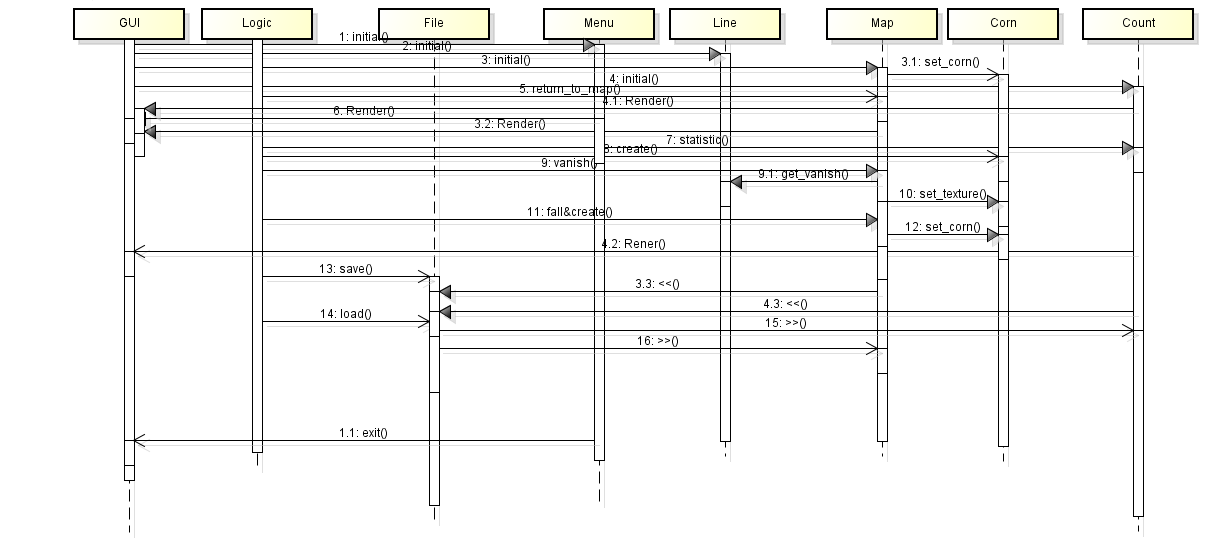 GUI
Logic
File
Menu
Line
Map
Corn
Count
1: initial()
2: initial()
3: initial()
3.1: set_corn()
4: initial()
5: return_to_map()
4.1: Render()
6: Render()
3.2: Render()
7: statistic()
8: create()
9: vanish()
9.1: get_vanish()
10: set_texture()
11: fall&create()
12: set_corn()
4.2: Rener()
13: save()
3.3: <<()
4.3: <<()
14: load()
15: >>()
16: >>()
1.1: exit()